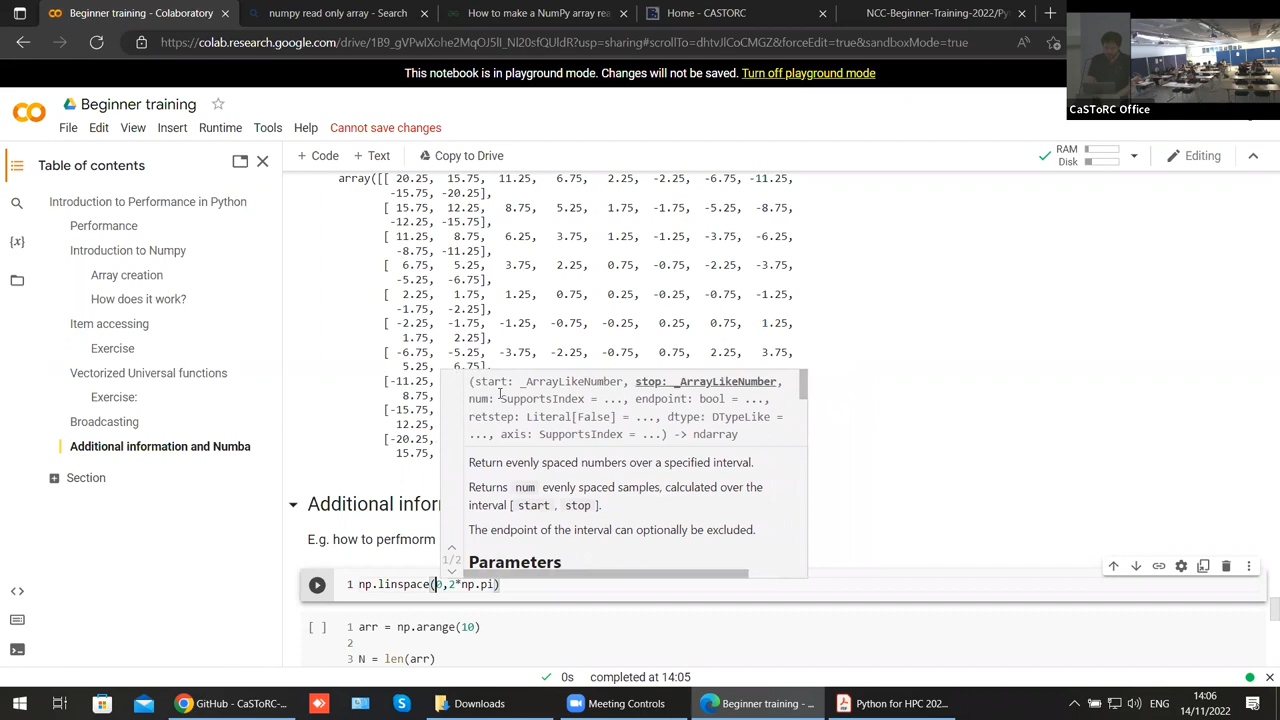 Beginner training - Colaboratory
numpy read only array - Search
How to make a NumPy array rea
Home - CASTORC
NCC-Beginner-Training-2022/Pyt
https://colab.research.google.com/drive/
?usp=sharing#scrollTo=dhtvJlCoCMGZ&forceEdit=true&sandboxMode=true
CaSToRC Office
This notebook is in playground mode. Changes will not be saved. Turn off playground mode
Beginner training
File Edit View Insert Runtime Tools Help Cannot save changes
+ Code + Text Copy to Drive
RAM
Disk
Editing
Table of contents
Introduction to Performance in Python
Performance
Introduction to Numpy
Array creation
How does it work?
Item accessing
Exercise
Vectorized Universal functions
Exercise:
Broadcasting
Additional information and Numba
Section
array([[ 20.25, 15.75, 11.25, 6.75, 2.25, -2.25, -6.75, -11.25,
-15.75, -20.25],
[ 15.75, 12.25, 8.75, 5.25, 1.75, -1.75, -5.25, -8.75,
-12.25, -15.75],
[ 11.25, 8.75, 6.25, 3.75, 1.25, -1.25, -3.75, -6.25,
-8.75, -11.25],
[ 6.75, 5.25, 3.75, 2.25, 0.75, -0.75, -2.25, -3.75,
-5.25, -6.75],
[ 2.25, 1.75, 1.25, 0.75, 0.25, -0.25, -0.75, -1.25,
-1.75, -2.25],
[ -2.25, -1.75, -1.25, -0.75, -0.25, 0.25, 0.75, 1.25,
1.75, 2.25],
[ -6.75, -5.25, -3.75, -2.25, -0.75, 0.75, 2.25, 3.75,
5.25, 6.75],
[-11.25,
8.75,
[-15.75,
12.25,
[-20.25,
15.75,
(start: _ArrayLikeNumber, stop: _ArrayLikeNumber,
num: SupportsIndex = ..., endpoint: bool = ...,
retstep: Literal[False] = ..., dtype: DTypeLike =
..., axis: SupportsIndex = ...) -> ndarray
Return evenly spaced numbers over a specified interval.
Returns num evenly spaced samples, calculated over the
interval [ start , stop ].
The endpoint of the interval can optionally be excluded.
1/2
Parameters
Additional infor
E.g. how to perfmorm
1 np.linspace(0,2*np.pi)
[ ] 1 arr = np.arange(10)
2
3 N = len(arr)
0s completed at 14:05
GitHub - CaSToRC-
Downloads
Meeting Controls
Beginner training - ...
Python for HPC 202...
ENG
14:06
14/11/2022